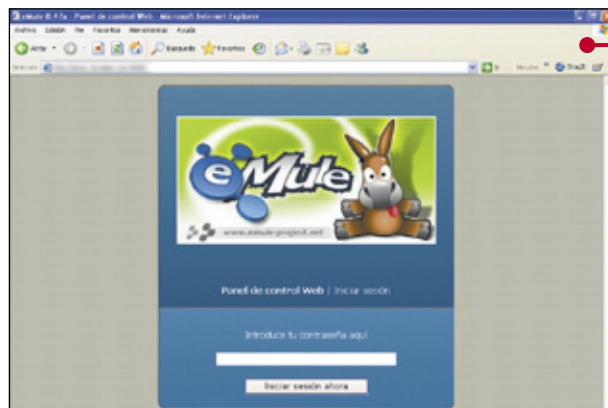 eMule 0.47a - Panel de control Web - Microsoft Internet Explorer
Archivo Edición Ver Favoritos Herramientas Ayuda
Atrás Búsqueda Favoritos
Dirección Ir Vínculos SnagIt
eMule
www.emule-project.net
Panel de control Web | Iniciar sesión
Introduce tu contraseña aquí
Iniciar sesión ahora